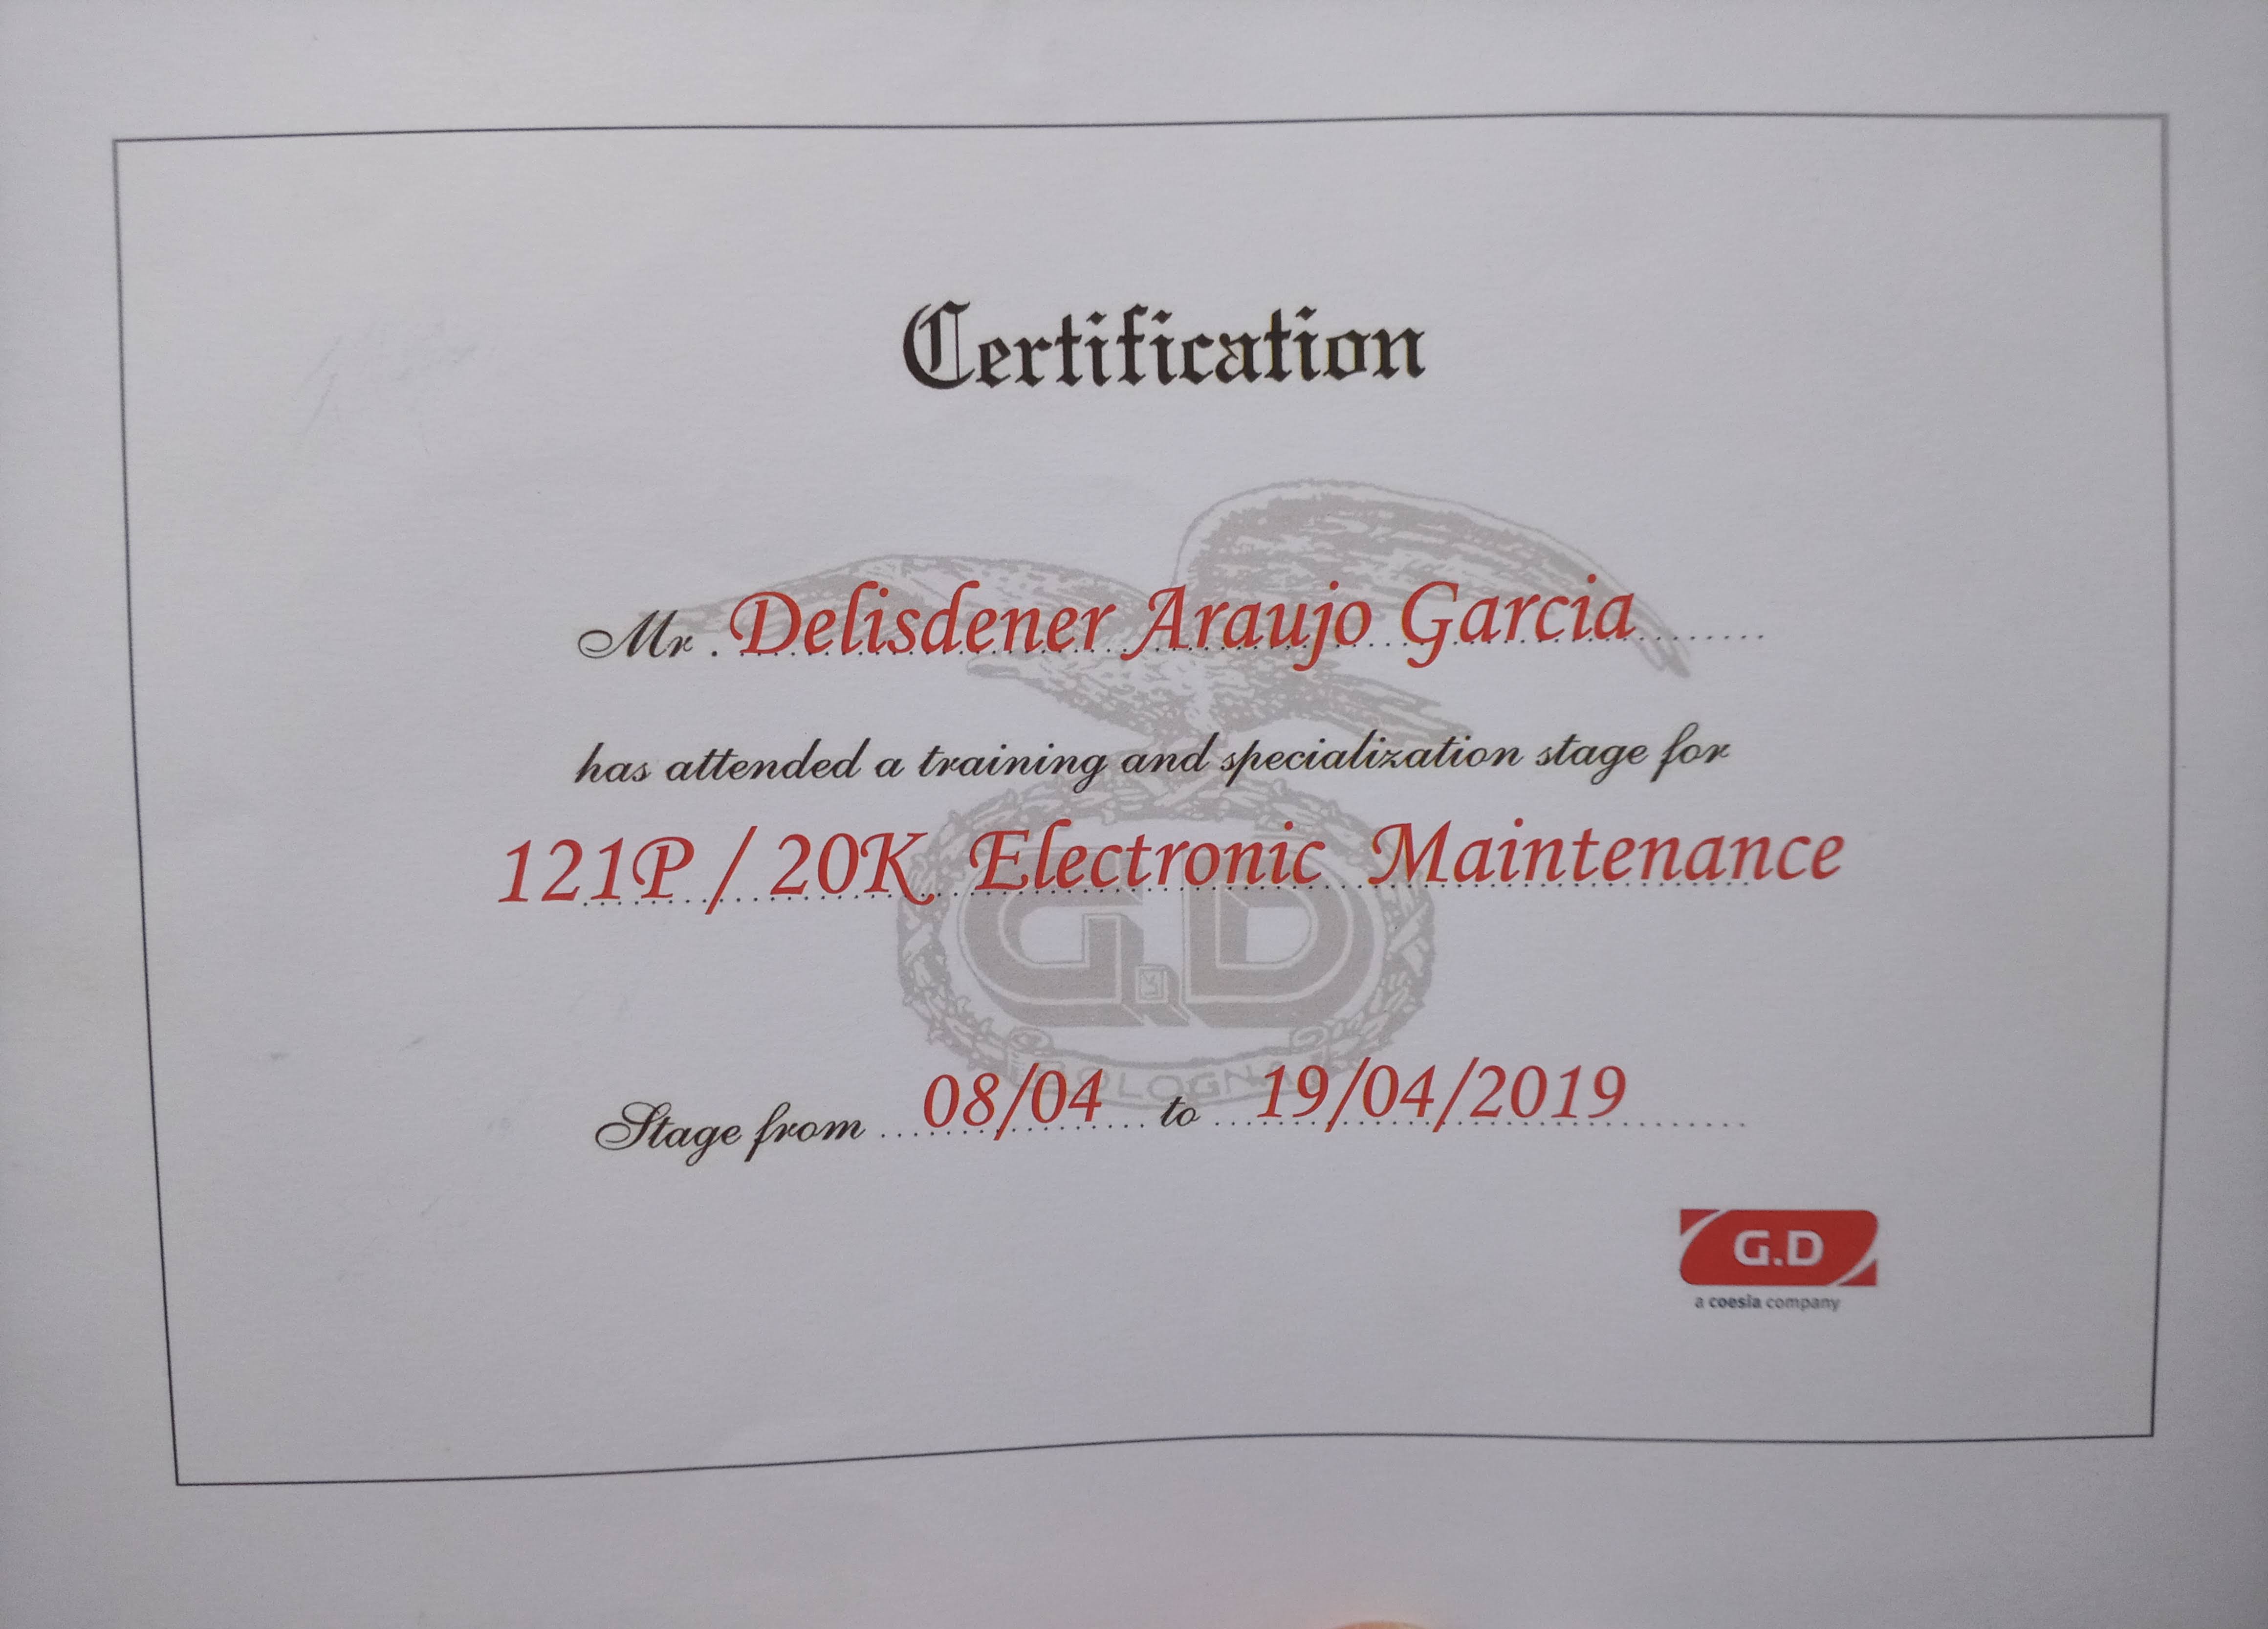 Certification
Mr. Delisdener Araujo Garcia
has attended a training and specialization stage for
121P / 20K Electronic Maintenance
G.D
BOLOGNA
Stage from 08/04 to 19/04/2019
G.D
a coesia company